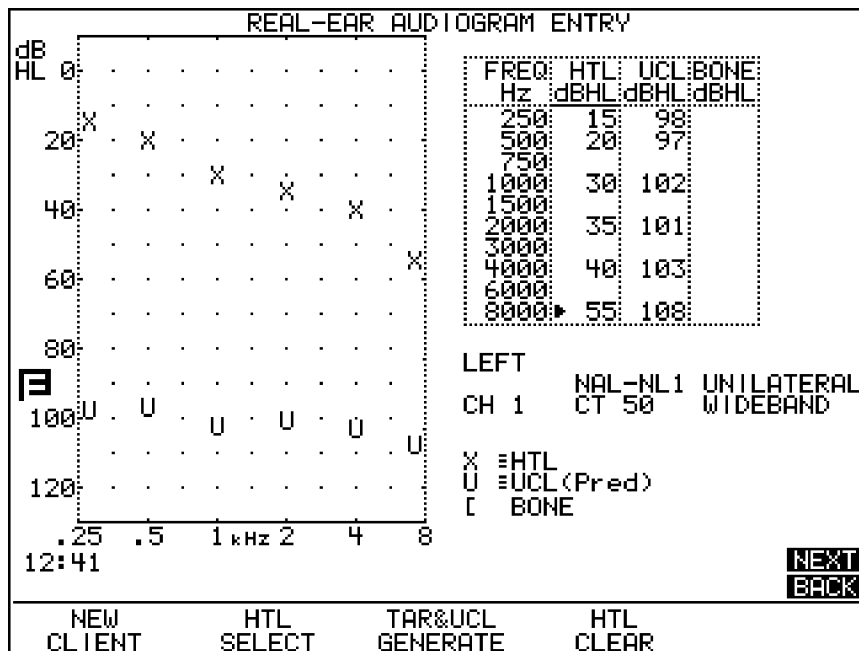 REAL-EAR AUDIOGRAM ENTRY
dB
HL 0
20
40
60
80
100
120
.25 .5 1 kHz 2 4 8
12:41
FREQ HTL UCL BONE
Hz dBHL dBHL dBHL
250 15 98
500 20 97
750
1000 30 102
1500
2000 35 101
3000
4000 40 103
6000
8000 55 108
LEFT
NAL-NL1 UNILATERAL
CH 1 CT 50 WIDEBAND
X HTL
U UCL(Pred)
[ BONE
NEXT
BACK
NEW CLIENT
HTL SELECT
TAR&UCL GENERATE
HTL CLEAR